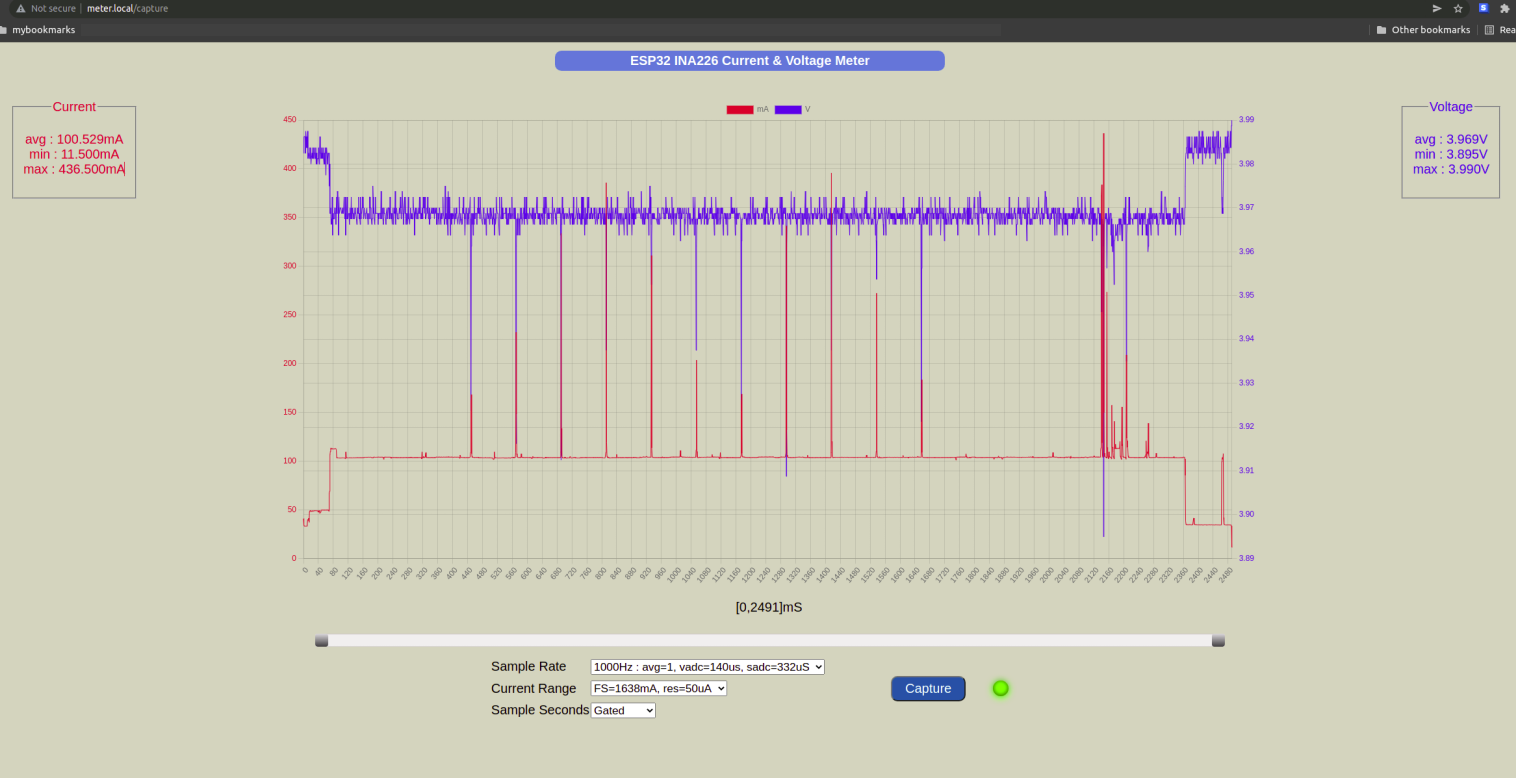 Not secure | meter.local/capture
S
mybookmarks
Other bookmarks
Rea
ESP32 INA226 Current & Voltage Meter
Current
avg : 100.529mA
min : 11.500mA
max : 436.500mA
mA V
Voltage
avg : 3.969V
min : 3.895V
max : 3.990V
450
400
350
300
250
200
150
100
50
0
3.99
3.98
3.97
3.96
3.95
3.94
3.93
3.92
3.91
3.90
3.89
0 40 80 120 160 200 240 280 320 360 400 440 480 520 560 600 640 680 720 760 800 840 880 920 960 1000 1040 1080 1120 1160 1200 1240 1280 1320 1360 1400 1440 1480 1520 1560 1600 1640 1680 1720 1760 1800 1840 1880 1920 1960 2000 2040 2080 2120 2160 2200 2240 2280 2320 2360 2400 2440 2480
[0,2491]mS
Sample Rate 1000Hz : avg=1, vadc=140us, sadc=332uS
Current Range FS=1638mA, res=50uA
Sample Seconds Gated
Capture